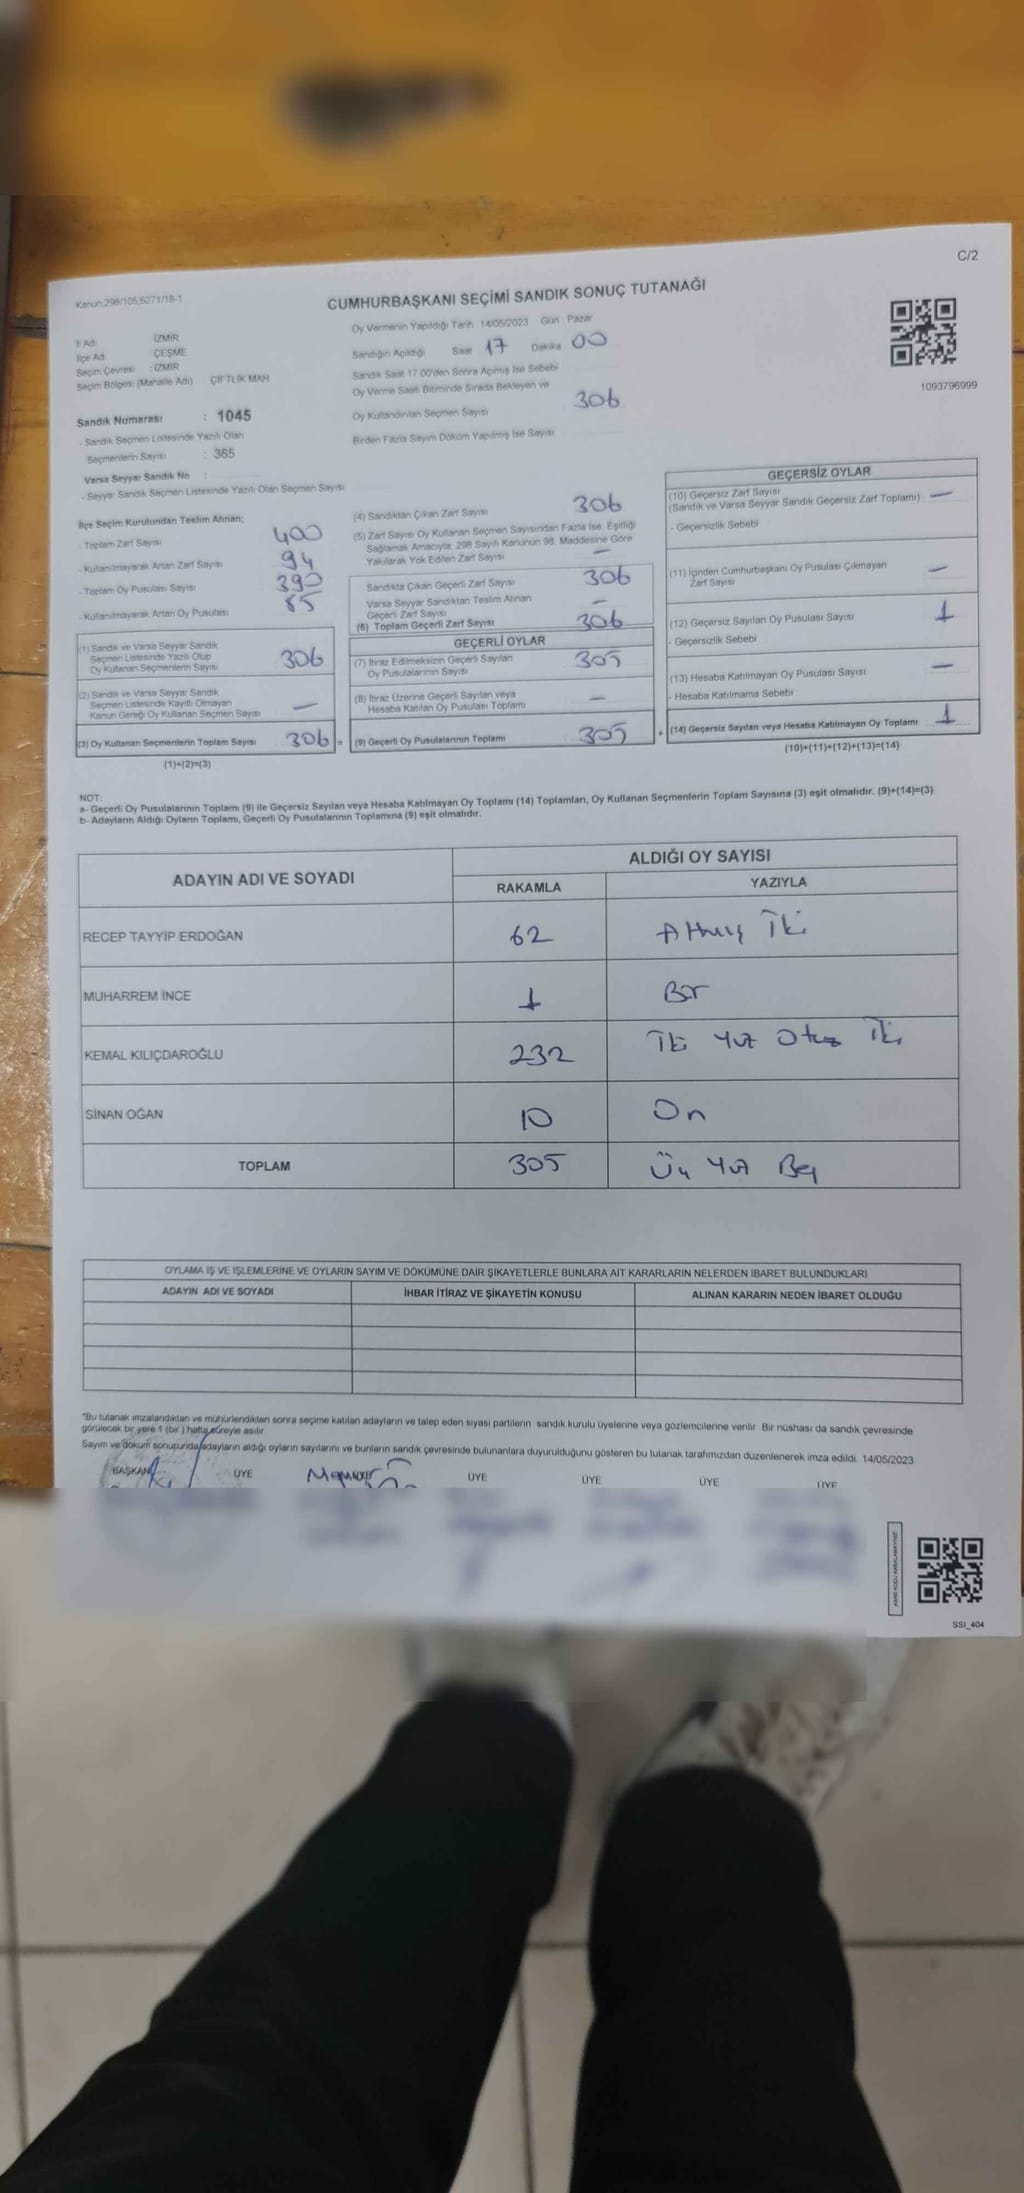 C/2
Kanun:298/105,6271/18-1
CUMHURBAŞKANI SEÇİMİ SANDIK SONUÇ TUTANAĞI
İl Adı: İZMİR
İlçe Adı: ÇEŞME
Seçim Çevresi :İZMİR
Seçim Bölgesi (Mahalle Adı) ÇİFTLİK MAH
Sandık Numarası : 1045
- Sandık Seçmen Listesinde Yazılı Olan
Seçmenlerin Sayısı : 365
Varsa Seyyar Sandık No :
- Seyyar Sandık Seçmen Listesinde Yazılı Olan Seçmen Sayısı
Oy Vermenin Yapıldığı Tarih 14/05/2023 Gün : Pazar
Sandığın Açıldığı Saat 17 Dakika 00
Sandık Saat 17:00'den Sonra Açımış İse Sebebi
Oy Verme Saati Bitiminde Sırada Bekleyen ve
Oy Kullandırılan Seçmen Sayısı 306
Birden Fazla Sayım Döküm Yapılmış İse Sayısı
1093796999
İlçe Seçim Kurulundan Teslim Alınan;
- Toplam Zarf Sayısı 400
- Kullanılmayarak Artan Zarf Sayısı 94
- Toplam Oy Pusulası Sayısı 390
- Kullanılmayarak Artan Oy Pusulası 85
(1) Sandık ve Varsa Seyyar Sandık
Seçmen Listesinde Yazılı Olup
Oy Kullanan Seçmenlerin Sayısı 306
(2) Sandık ve Varsa Seyyar Sandık
Seçmen Listesinde Kayıtlı Olmayan
Kanun Gereği Oy Kullanan Seçmen Sayısı —
(3) Oy Kullanan Seçmenlerin Toplam Sayısı 306 =
(1)+(2)=(3)
(4) Sandıktan Çıkan Zarf Sayısı 306
(5) Zarf Sayısı Oy Kullanan Seçmen Sayısından Fazla İse, Eşitliği
Sağlamak Amacıyla; 298 Sayılı Kanunun 98. Maddesine Göre
Yakılarak Yok Edilen Zarf Sayısı —
Sandıkta Çıkan Geçerli Zarf Sayısı 306
Varsa Seyyar Sandıktan Teslim Alınan
Geçerli Zarf Sayısı —
(6) Toplam Geçerli Zarf Sayısı 306
GEÇERLİ OYLAR
(7) İtiraz Edilmeksizin Geçerli Sayılan
Oy Pusulalarının Sayısı 305
(8) İtiraz Üzerine Geçerli Sayılan veya
Hesaba Katılan Oy Pusulası Toplamı —
(9) Geçerli Oy Pusulalarının Toplamı 305 +
GEÇERSİZ OYLAR
(10) Geçersiz Zarf Sayısı
(Sandık ve Varsa Seyyar Sandık Geçersiz Zarf Toplamı) —
- Geçersizlik Sebebi
(11) İçinden Cumhurbaşkanı Oy Pusulası Çıkmayan
Zarf Sayısı —
(12) Geçersiz Sayılan Oy Pusulası Sayısı 1
- Geçersizlik Sebebi
(13) Hesaba Katılmayan Oy Pusulası Sayısı —
- Hesaba Katılmama Sebebi
(14) Geçersiz Sayılan veya Hesaba Katılmayan Oy Toplamı : 1
(10)+(11)+(12)+(13)=(14)
NOT:
a- Geçerli Oy Pusulalarının Toplamı (9) ile Geçersiz Sayılan veya Hesaba Katılmayan Oy Toplamı (14) Toplamları, Oy Kullanan Seçmenlerin Toplam Sayısına (3) eşit olmalıdır. (9)+(14)=(3)
b- Adayların Aldığı Oyların Toplamı, Geçerli Oy Pusulalarının Toplamına (9) eşit olmalıdır.
ADAYIN ADI VE SOYADI ALDIĞI OY SAYISI
RAKAMLA YAZIYLA
RECEP TAYYİP ERDOĞAN 62 Altmış İki
MUHARREM İNCE 1 Bir
KEMAL KILIÇDAROĞLU 232 İki Yüz Otuz İki
SİNAN OĞAN 10 On
TOPLAM 305 Üç Yüz Beş
OYLAMA İŞ VE İŞLEMLERİNE VE OYLARIN SAYIM VE DÖKÜMÜNE DAİR ŞİKAYETLERLE BUNLARA AİT KARARLARIN NELERDEN İBARET BULUNDUKLARI
ADAYIN ADI VE SOYADI İHBAR İTİRAZ VE ŞİKAYETİN KONUSU ALINAN KARARIN NEDEN İBARET OLDUĞU
*Bu tutanak imzalandıktan ve mühürlendikten sonra seçime katılan adayların ve talep eden siyasi partilerin sandık kurulu üyelerine veya gözlemcilerine verilir. Bir nüshası da sandık çevresinde
görülecek bir yere 1 (bir) hafta süreyle asılır.
Sayım ve döküm sonucunda adayların aldığı oyların sayılarını ve bunların sandık çevresinde bulunanlara duyurulduğunu gösteren bu tutanak tarafımızdan düzenlenerek imza edildi. 14/05/2023
BAŞKAN ÜYE ÜYE ÜYE ÜYE ÜYE
SSI_404